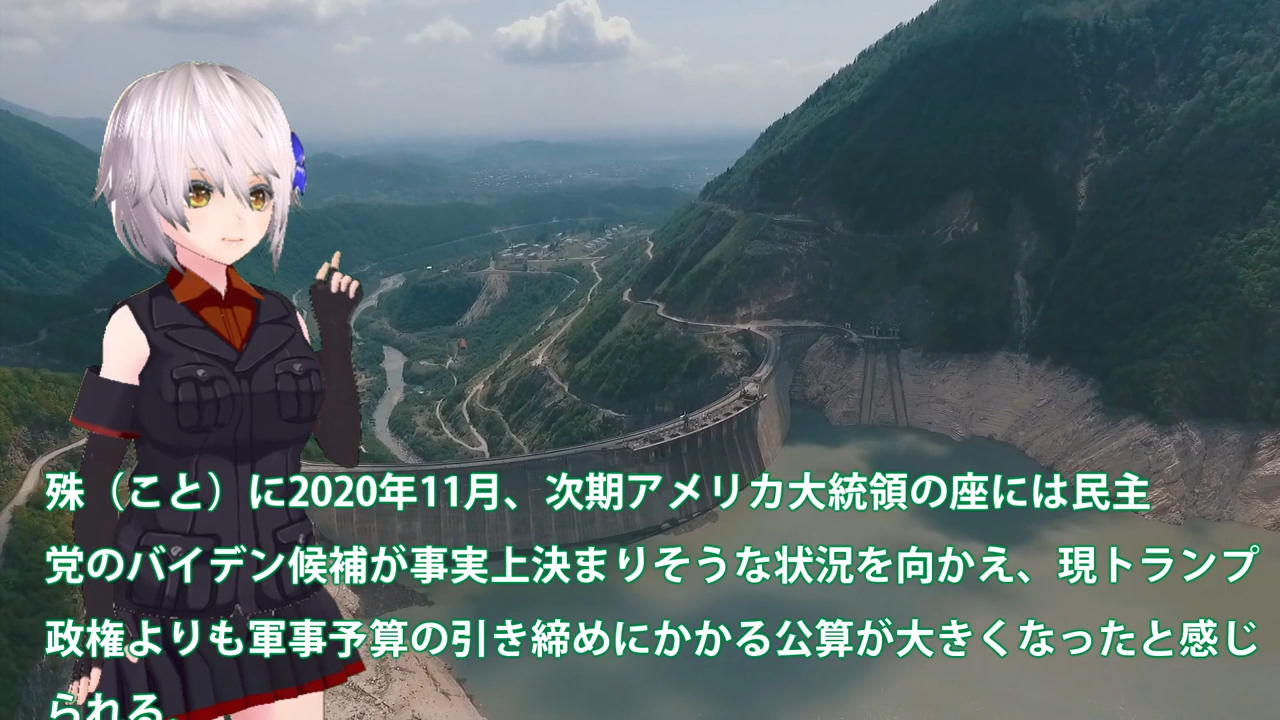 殊（こと）に2020年11月、次期アメリカ大統領の座には民主
党のバイデン候補が事実上決まりそうな状況を向かえ、現トランプ
政権よりも軍事予算の引き締めにかかる公算が大きくなったと感じ
られる。